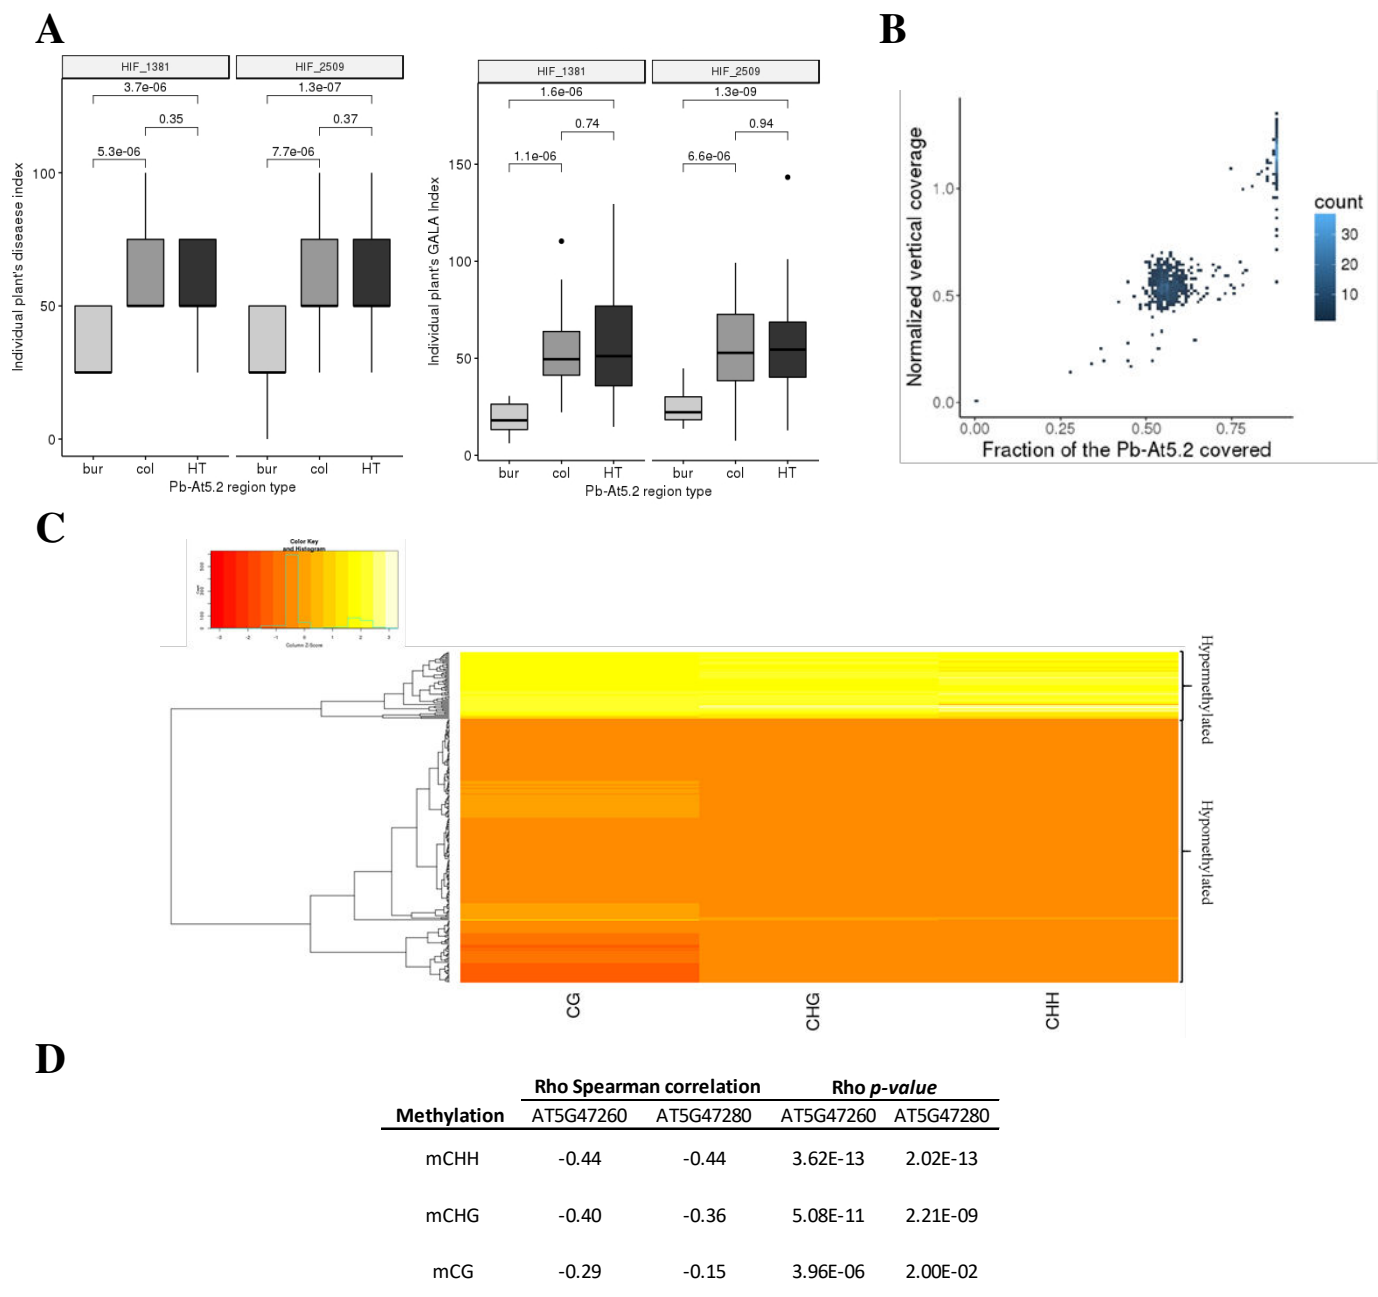 A
B
HIF_1381
HIF_2509
3.7e-06
1.3e-07
0.35
0.37
5.3e-06
7.7e-06
100
50
0
Individual plant's diseaese index
bur
col
HT
bur
col
HT
Pb-At5.2 region type
HIF_1381
HIF_2509
1.6e-06
1.3e-09
0.74
0.94
1.1e-06
6.6e-06
150
100
50
0
Individual plant's GALA Index
bur
col
HT
bur
col
HT
Pb-At5.2 region type
Normalized vertical coverage
1.0
0.5
0.0
0.00
0.25
0.50
0.75
Fraction of the Pb-At5.2 covered
count
30
20
10
C
Color Key
and Histogram
Column Z-Score
Hypermethylated
Hypomethylated
CG
CHG
CHH
D
Rho Spearman correlation Rho p-value
Methylation AT5G47260 AT5G47280 AT5G47260 AT5G47280
mCHH -0.44 -0.44 3.62E-13 2.02E-13
mCHG -0.40 -0.36 5.08E-11 2.21E-09
mCG -0.29 -0.15 3.96E-06 2.00E-02